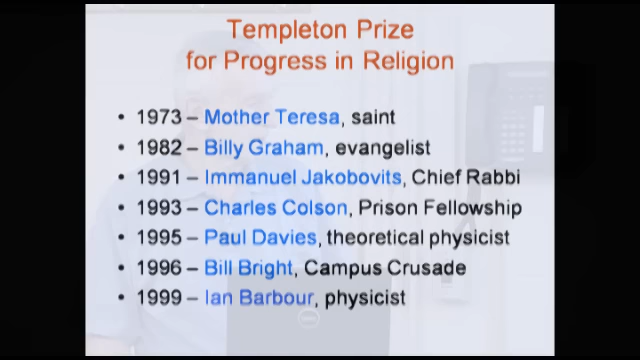 Templeton Prize
for Progress in Religion
• 1973 – Mother Teresa, saint
• 1982 – Billy Graham, evangelist
• 1991 – Immanuel Jakobovits, Chief Rabbi
• 1993 – Charles Colson, Prison Fellowship
• 1995 – Paul Davies, theoretical physicist
• 1996 – Bill Bright, Campus Crusade
• 1999 – Ian Barbour, physicist